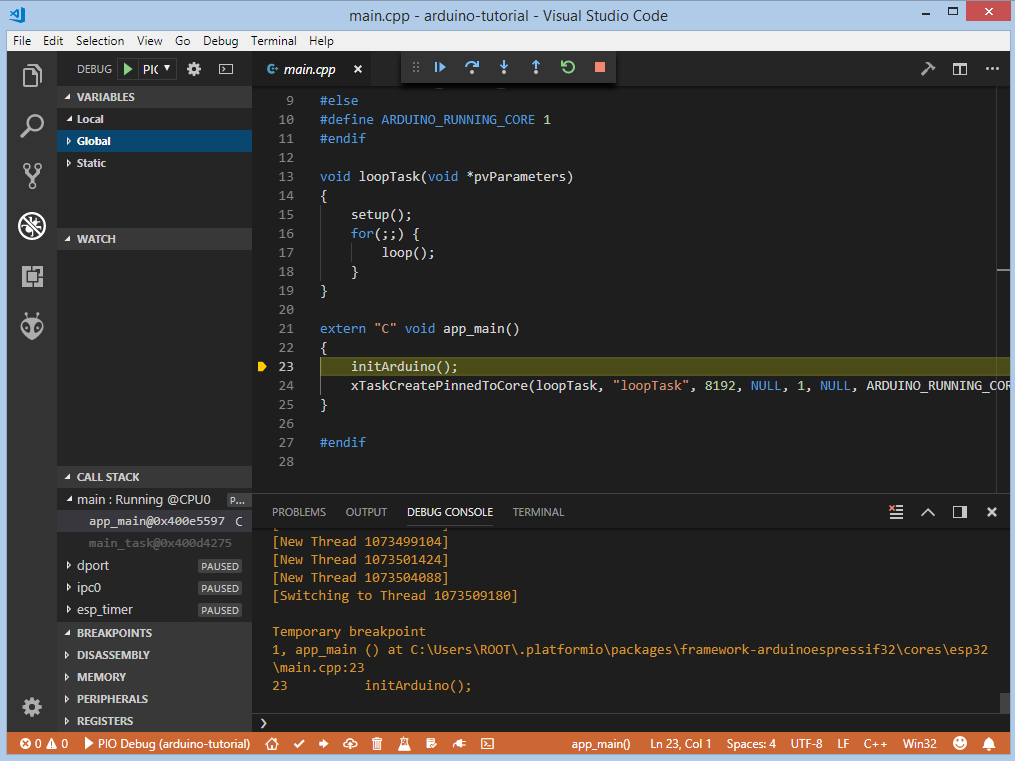 main.cpp - arduino-tutorial - Visual Studio Code
File Edit Selection View Go Debug Terminal Help
DEBUG PIO
main.cpp
VARIABLES
Local
Global
Static
WATCH
CALL STACK
main : Running @CPU0 P...
app_main@0x400e5597 C
main_task@0x400d4275
dport PAUSED
ipc0 PAUSED
esp_timer PAUSED
BREAKPOINTS
DISASSEMBLY
MEMORY
PERIPHERALS
REGISTERS
9 #else
10 #define ARDUINO_RUNNING_CORE 1
11 #endif
12
13 void loopTask(void *pvParameters)
14 {
15 setup();
16 for(;;) {
17 loop();
18 }
19 }
20
21 extern "C" void app_main()
22 {
23 initArduino();
24 xTaskCreatePinnedToCore(loopTask, "loopTask", 8192, NULL, 1, NULL, ARDUINO_RUNNING_COR
25 }
26
27 #endif
28
PROBLEMS OUTPUT DEBUG CONSOLE TERMINAL
[New Thread 1073499104]
[New Thread 1073501424]
[New Thread 1073504088]
[Switching to Thread 1073509180]
Temporary breakpoint
1, app_main () at C:\Users\ROOT\.platformio\packages\framework-arduinoespressif32\cores\esp32
\main.cpp:23
23 initArduino();
0 0 PIO Debug (arduino-tutorial) app_main() Ln 23, Col 1 Spaces: 4 UTF-8 LF C++ Win32